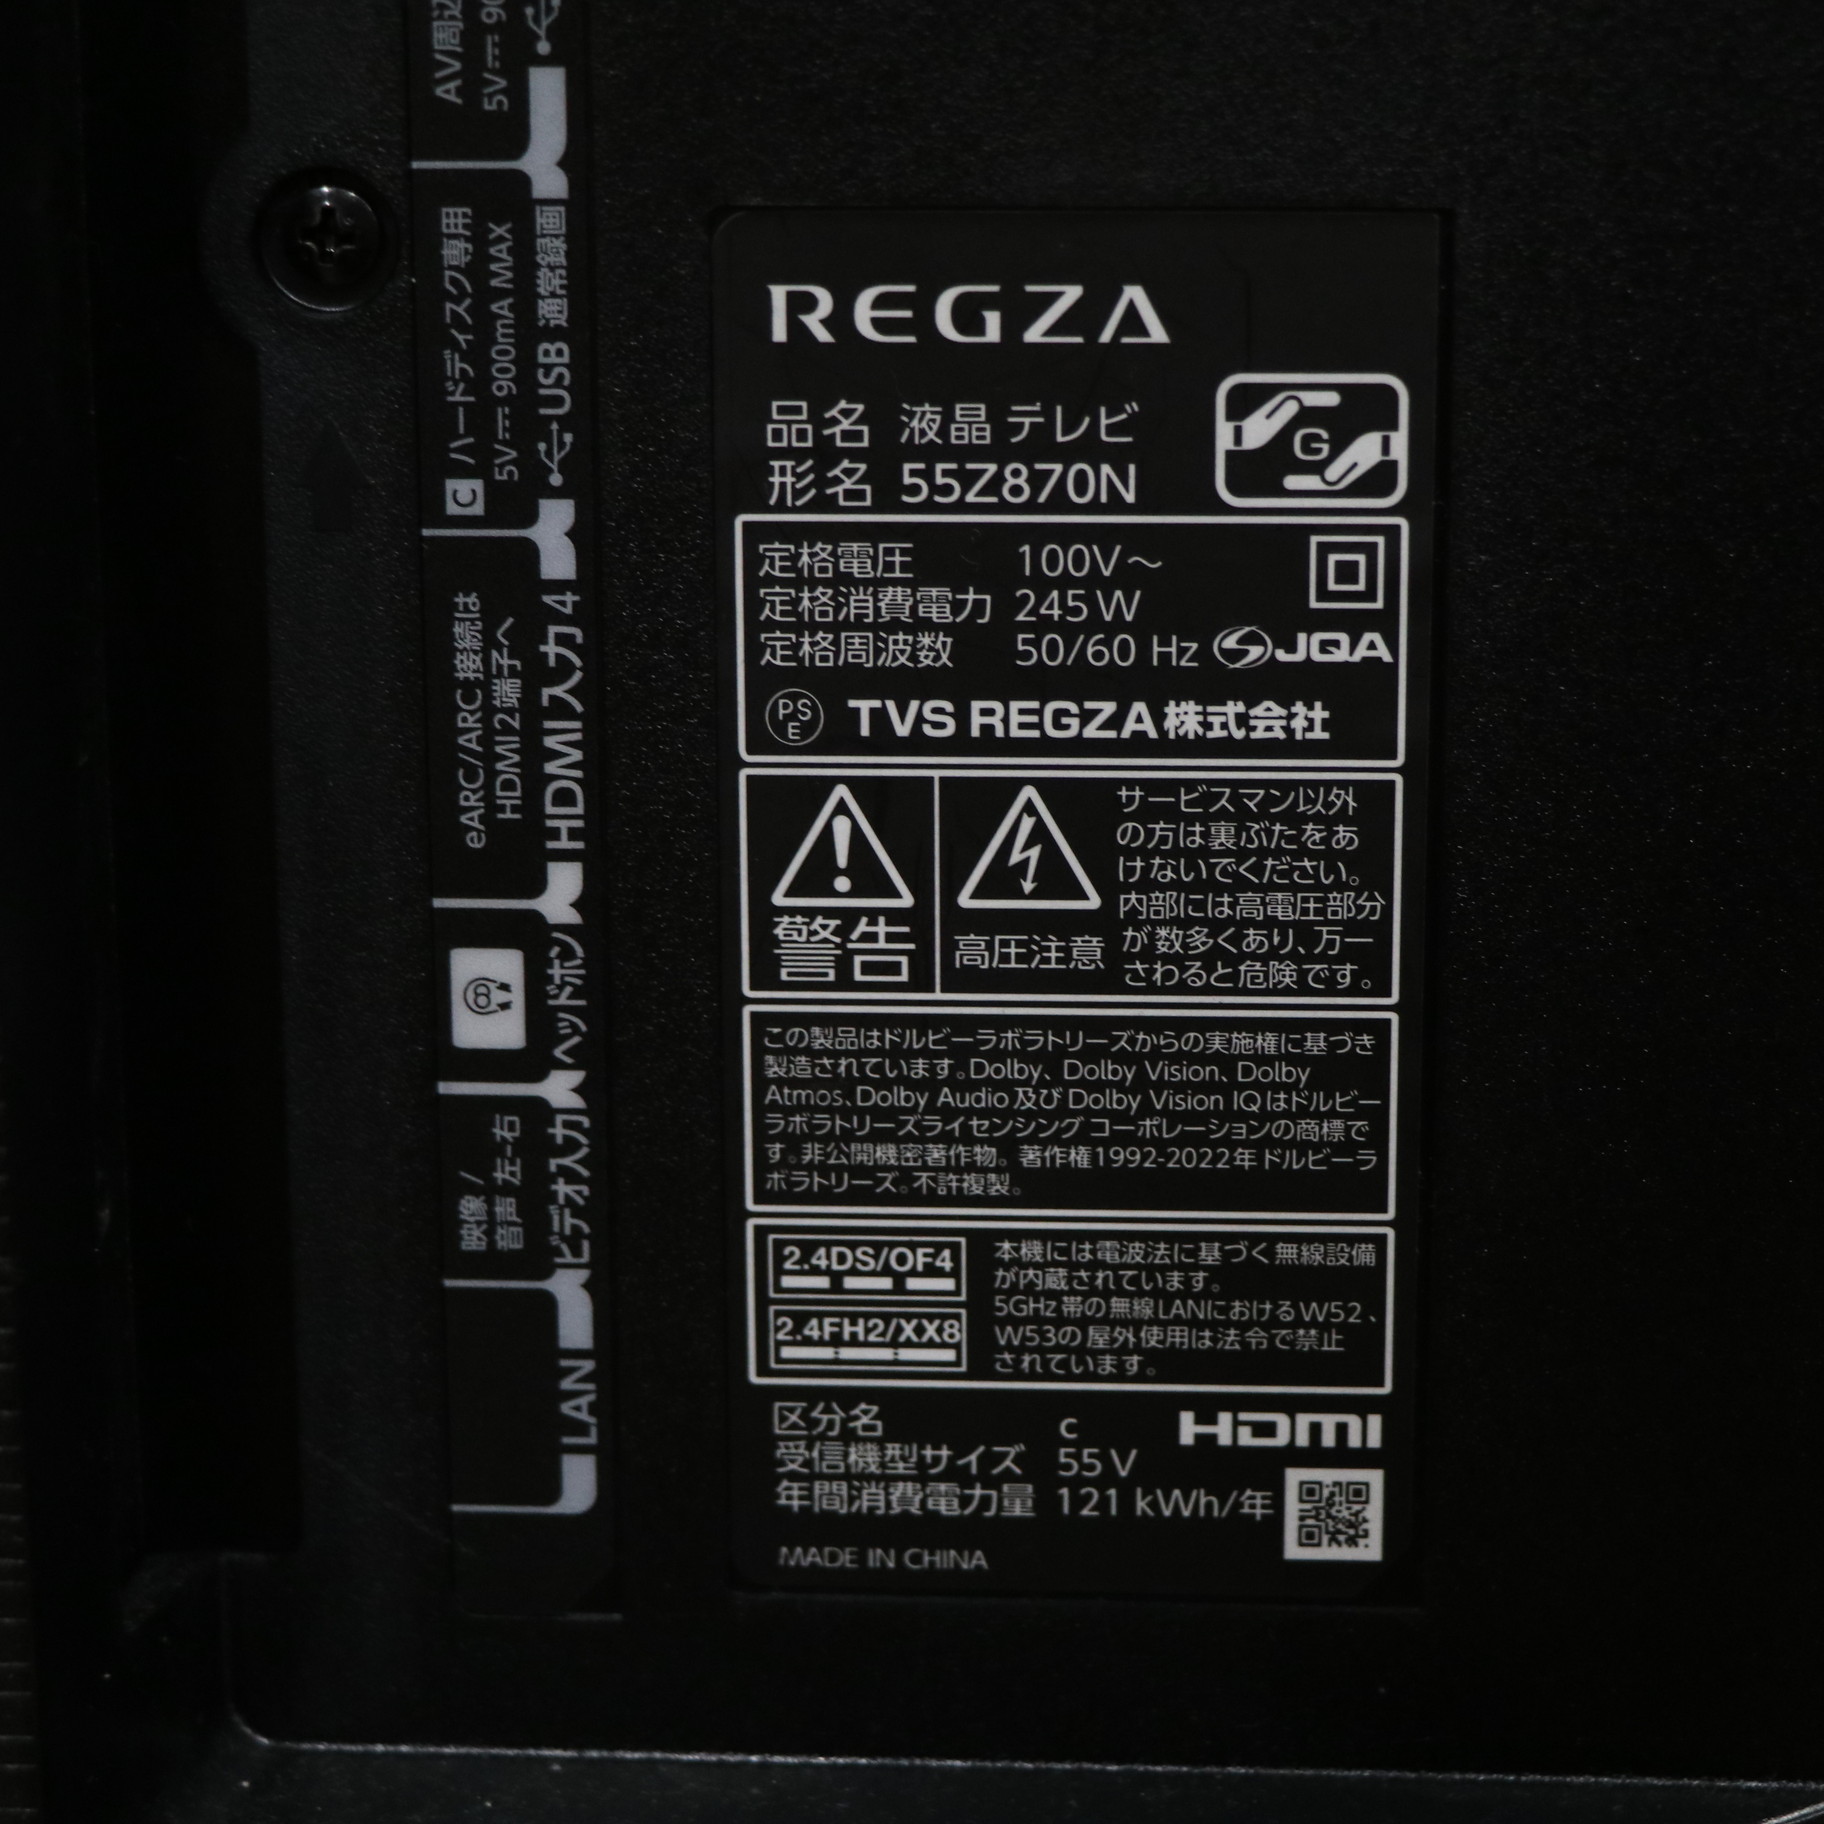 AV周辺
5V⎓90
C ハードディスク専用
5V⎓900mA MAX
USB 通常録画
eARC/ARC接続は
HDMI2端子へ
HDMI入力4
ヘッドホン
映像/
音声 左-右
ビデオ入力
LAN
REGZA
品名 液晶テレビ
形名 55Z870N
G
定格電圧 100V～
定格消費電力 245W
定格周波数 50/60 Hz JQA
PSE TVS REGZA株式会社
警告
高圧注意
サービスマン以外
の方は裏ぶたをあ
けないでください。
内部には高電圧部分
が数多くあり、万一
さわると危険です。
この製品はドルビーラボラトリーズからの実施権に基づき
製造されています。Dolby、Dolby Vision、Dolby
Atmos、Dolby Audio及びDolby Vision IQはドルビー
ラボラトリーズライセンシングコーポレーションの商標で
す。非公開機密著作物。著作権1992-2022年ドルビーラ
ボラトリーズ。不許複製。
2.4DS/OF4
2.4FH2/XX8
本機には電波法に基づく無線設備
が内蔵されています。
5GHz帯の無線LANにおけるW52、
W53の屋外使用は法令で禁止
されています。
区分名 c
HDMI
受信機型サイズ 55V
年間消費電力量 121 kWh/年
MADE IN CHINA